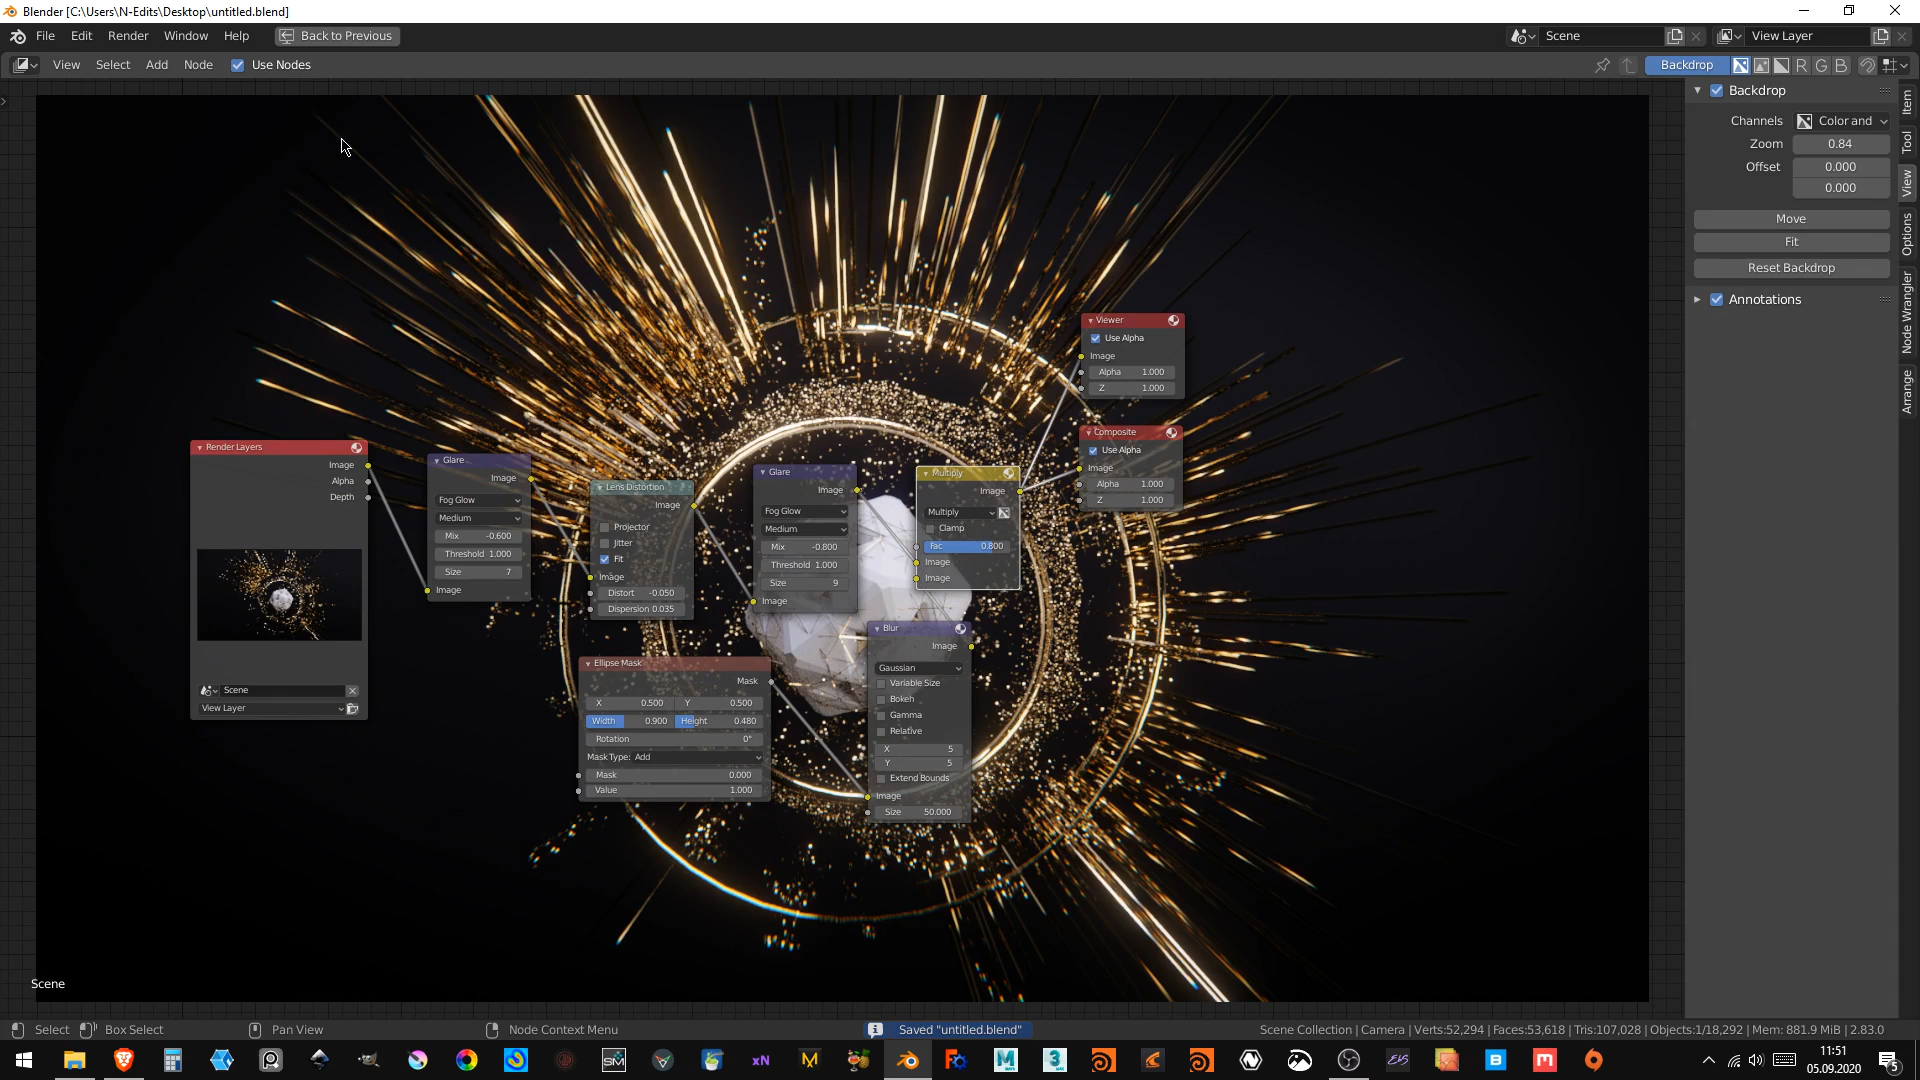 Blender [C:\Users\N-Edits\Desktop\untitled.blend]
File Edit Render Window Help Back to Previous Scene View Layer
View Select Add Node Use Nodes Backdrop R G B
Backdrop
Channels Color and
Zoom 0.84
Offset 0.000
0.000
Move
Fit
Reset Backdrop
Annotations
Item
Tool
View
Options
Node Wrangler
Arrange
Render Layers
Image
Alpha
Depth
Scene
View Layer
Glare
Image
Fog Glow
Medium
Mix -0.600
Threshold 1.000
Size 7
Image
Lens Distortion
Image
Projector
Jitter
Fit
Image
Distort -0.050
Dispersion 0.035
Ellipse Mask
Mask
X 0.500 Y 0.500
Width 0.900 Height 0.480
Rotation 0°
Mask Type: Add
Mask 0.000
Value 1.000
Glare
Image
Fog Glow
Medium
Mix -0.800
Threshold 1.000
Size 9
Image
Blur
Image
Gaussian
Variable Size
Bokeh
Gamma
Relative
X 5
Y 5
Extend Bounds
Image
Size 50.000
Multiply
Image
Multiply
Clamp
Fac 0.800
Image
Image
Viewer
Use Alpha
Image
Alpha 1.000
Z 1.000
Composite
Use Alpha
Image
Alpha 1.000
Z 1.000
Scene
Select Box Select Pan View Node Context Menu Saved "untitled.blend" Scene Collection | Camera | Verts:52,294 | Faces:53,618 | Tris:107,028 | Objects:1/18,292 | Mem: 881.9 MiB | 2.83.0
SM xN M 3 B M
11:51
05.09.2020
5